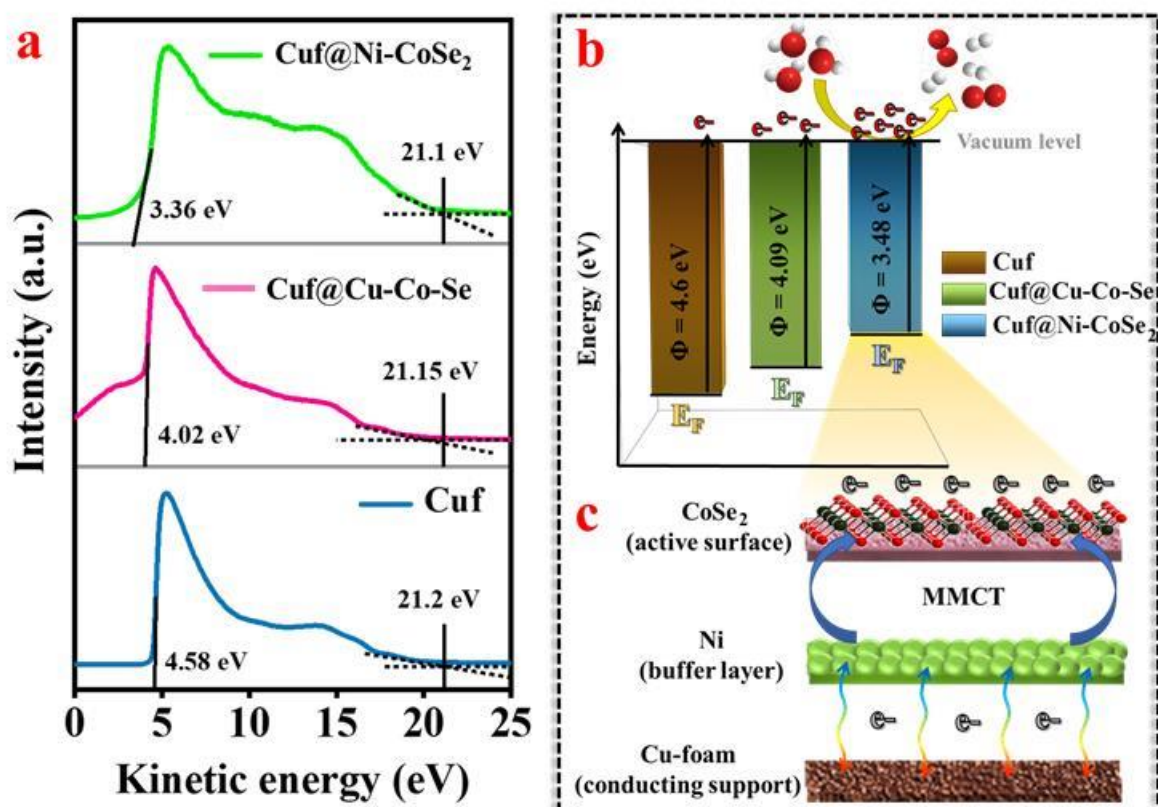 a
Cuf@Ni-CoSe₂
21.1 eV
3.36 eV
Cuf@Cu-Co-Se
21.15 eV
4.02 eV
Cuf
21.2 eV
4.58 eV
Intensity (a.u.)
0 5 10 15 20 25
Kinetic energy (eV)
b
e- e- e- e- e- e- e- e-
Vacuum level
Energy (eV)
Φ = 4.6 eV
Φ = 4.09 eV
Φ = 3.48 eV
Cuf
Cuf@Cu-Co-Se
Cuf@Ni-CoSe₂
E_F
E_F
E_F
c
e- e- e- e- e- e-
CoSe₂
(active surface)
MMCT
Ni
(buffer layer)
e- e- e-
Cu-foam
(conducting support)